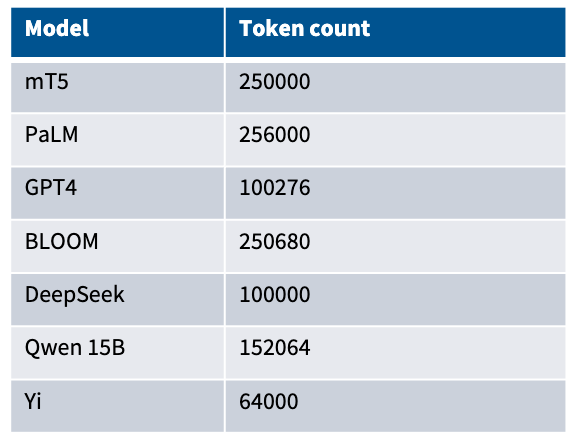 Model Token count
mT5 250000
PaLM 256000
GPT4 100276
BLOOM 250680
DeepSeek 100000
Qwen 15B 152064
Yi 64000